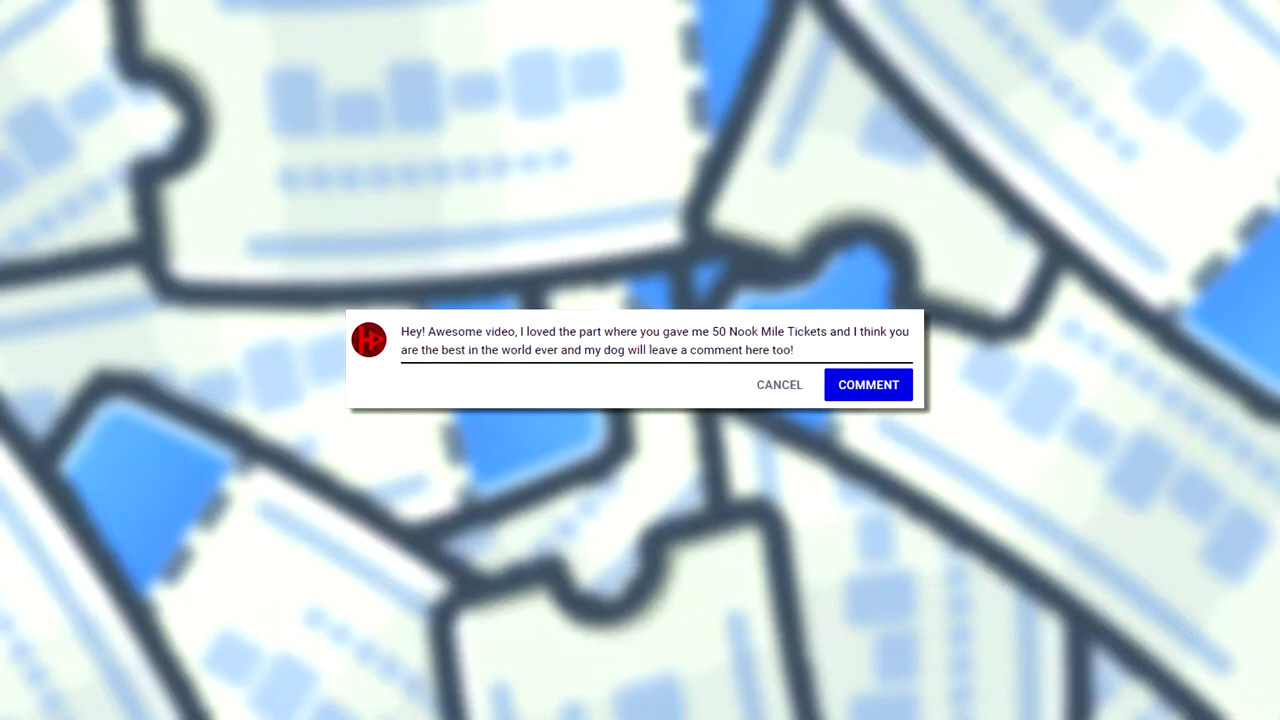 Hey! Awesome video, I loved the part where you gave me 50 Nook Mile Tickets and I think you
are the best in the world ever and my dog will leave a comment here too!
CANCEL COMMENT